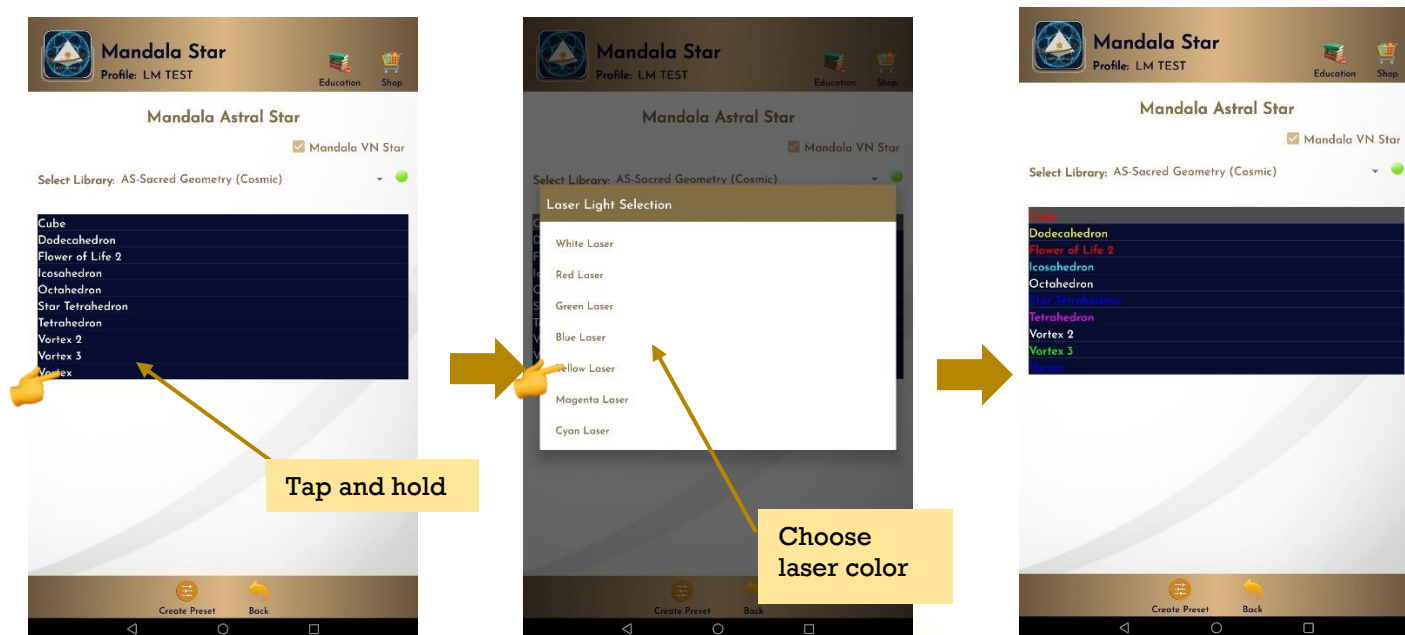 Mandala Star
Profile: LM TEST
Education
Shop
Mandala Astral Star
Mandala VN Star
Select Library: AS-Sacred Geometry (Cosmic)
Cube
Dodecahedron
Flower of Life 2
Icosahedron
Octahedron
Star Tetrahedron
Tetrahedron
Vortex 2
Vortex 3
Vortex
Tap and hold
Create Preset
Back
Mandala Star
Profile: LM TEST
Education
Shop
Mandala Astral Star
Mandala VN Star
Select Library: AS-Sacred Geometry (Cosmic)
Laser Light Selection
White Laser
Red Laser
Green Laser
Blue Laser
Yellow Laser
Magenta Laser
Cyan Laser
Choose
laser color
Create Preset
Back
Mandala Star
Profile: LM TEST
Education
Shop
Mandala Astral Star
Mandala VN Star
Select Library: AS-Sacred Geometry (Cosmic)
Cube
Dodecahedron
Flower of Life 2
Icosahedron
Octahedron
Star Tetrahedron
Tetrahedron
Vortex 2
Vortex 3
Vortex
Create Preset
Back